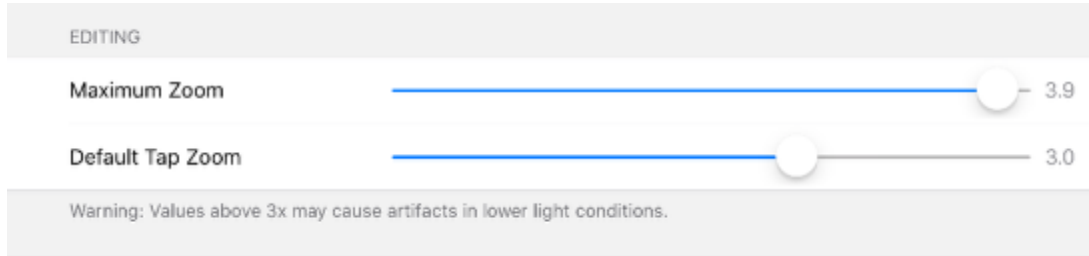 EDITING
Maximum Zoom 3.9
Default Tap Zoom 3.0
Warning: Values above 3x may cause artifacts in lower light conditions.